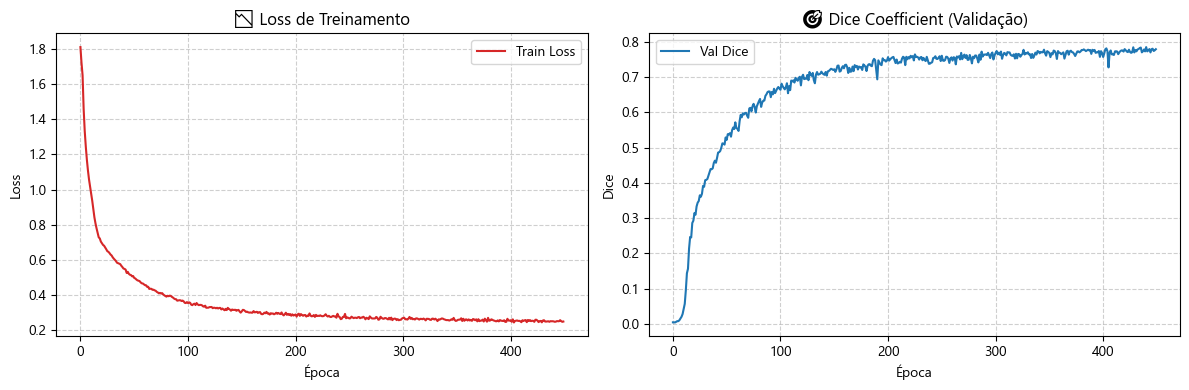 📉 Loss de Treinamento
1.8
1.6
1.4
1.2
1.0
0.8
0.6
0.4
0.2
Loss
Train Loss
0 100 200 300 400
Época
🎯 Dice Coefficient (Validação)
0.8
0.7
0.6
0.5
0.4
0.3
0.2
0.1
0.0
Dice
Val Dice
0 100 200 300 400
Época